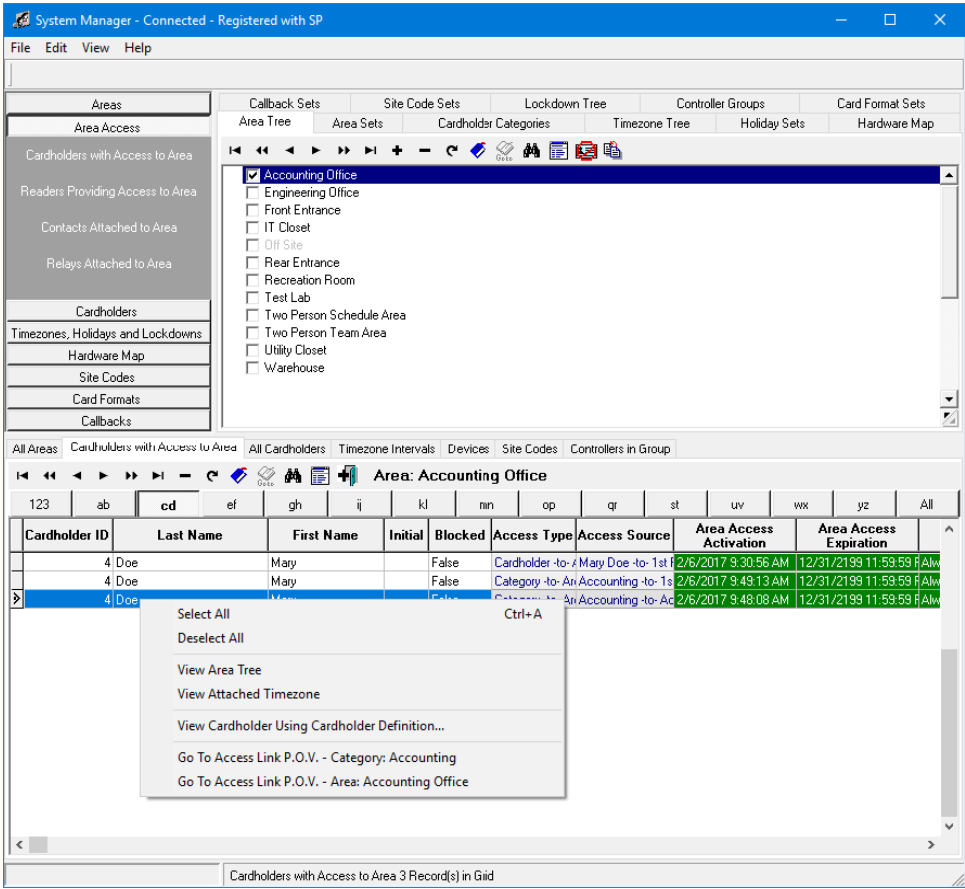 System Manager - Connected - Registered with SP
File Edit View Help
Areas
Area Access
Cardholders with Access to Area
Readers Providing Access to Area
Contacts Attached to Area
Relays Attached to Area
Cardholders
Timezones, Holidays and Lockdowns
Hardware Map
Site Codes
Card Formats
Callbacks
Callback Sets Site Code Sets Lockdown Tree Controller Groups Card Format Sets
Area Tree Area Sets Cardholder Categories Timezone Tree Holiday Sets Hardware Map
Goto
Accounting Office
Engineering Office
Front Entrance
IT Closet
Off Site
Rear Entrance
Recreation Room
Test Lab
Two Person Schedule Area
Two Person Team Area
Utility Closet
Warehouse
All Areas Cardholders with Access to Area All Cardholders Timezone Intervals Devices Site Codes Controllers in Group
Goto Area: Accounting Office
123 ab cd ef gh ij kl mn op qr st uv wx yz All
Cardholder ID Last Name First Name Initial Blocked Access Type Access Source Area Access Activation Area Access Expiration
4 Doe Mary False Cardholder -to- Mary Doe -to- 1st 2/6/2017 9:30:56 AM 12/31/2199 11:59:59
4 Doe Mary False Category -to- Accounting -to- 1s 2/6/2017 9:49:13 AM 12/31/2199 11:59:59
4 Doe Accounting -to- Ac 2/6/2017 9:48:08 AM 12/31/2199 11:59:59
Select All Ctrl+A
Deselect All
View Area Tree
View Attached Timezone
View Cardholder Using Cardholder Definition...
Go To Access Link P.O.V. - Category: Accounting
Go To Access Link P.O.V. - Area: Accounting Office
Cardholders with Access to Area 3 Record(s) in Grid